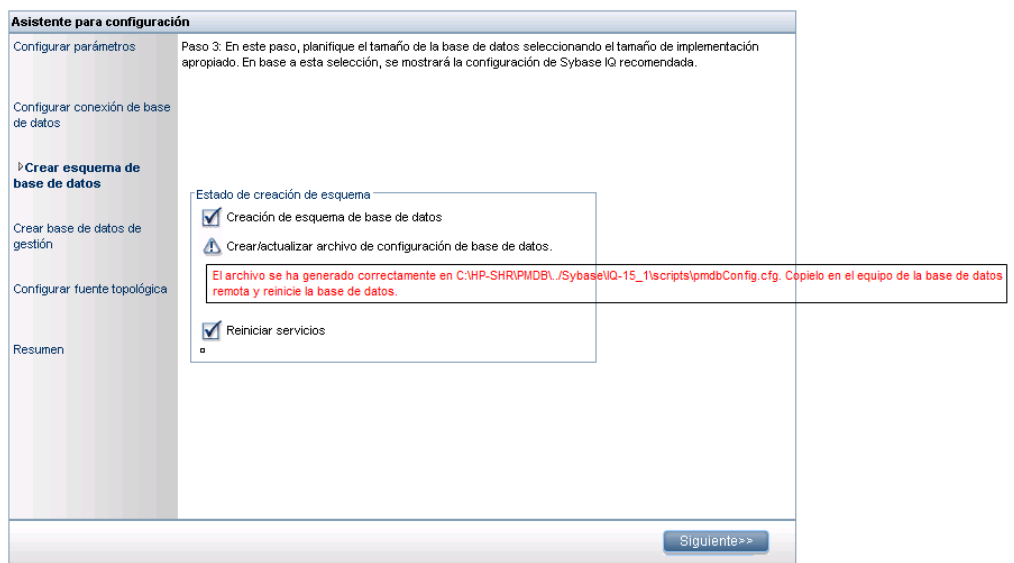 Asistente para configuración
Configurar parámetros
Configurar conexión de base
de datos
Crear esquema de
base de datos
Crear base de datos de
gestión
Configurar fuente topológica
Resumen
Paso 3: En este paso, planifique el tamaño de la base de datos seleccionando el tamaño de implementación
apropiado. En base a esta selección, se mostrará la configuración de Sybase IQ recomendada.
Estado de creación de esquema
Creación de esquema de base de datos
Crear/actualizar archivo de configuración de base de datos.
El archivo se ha generado correctamente en C:\HP-SHR\PMDB\../Sybase\IQ-15_1\scripts\pmdbConfig.cfg. Copielo en el equipo de la base de datos
remota y reinicie la base de datos.
Reiniciar servicios
Siguiente>>